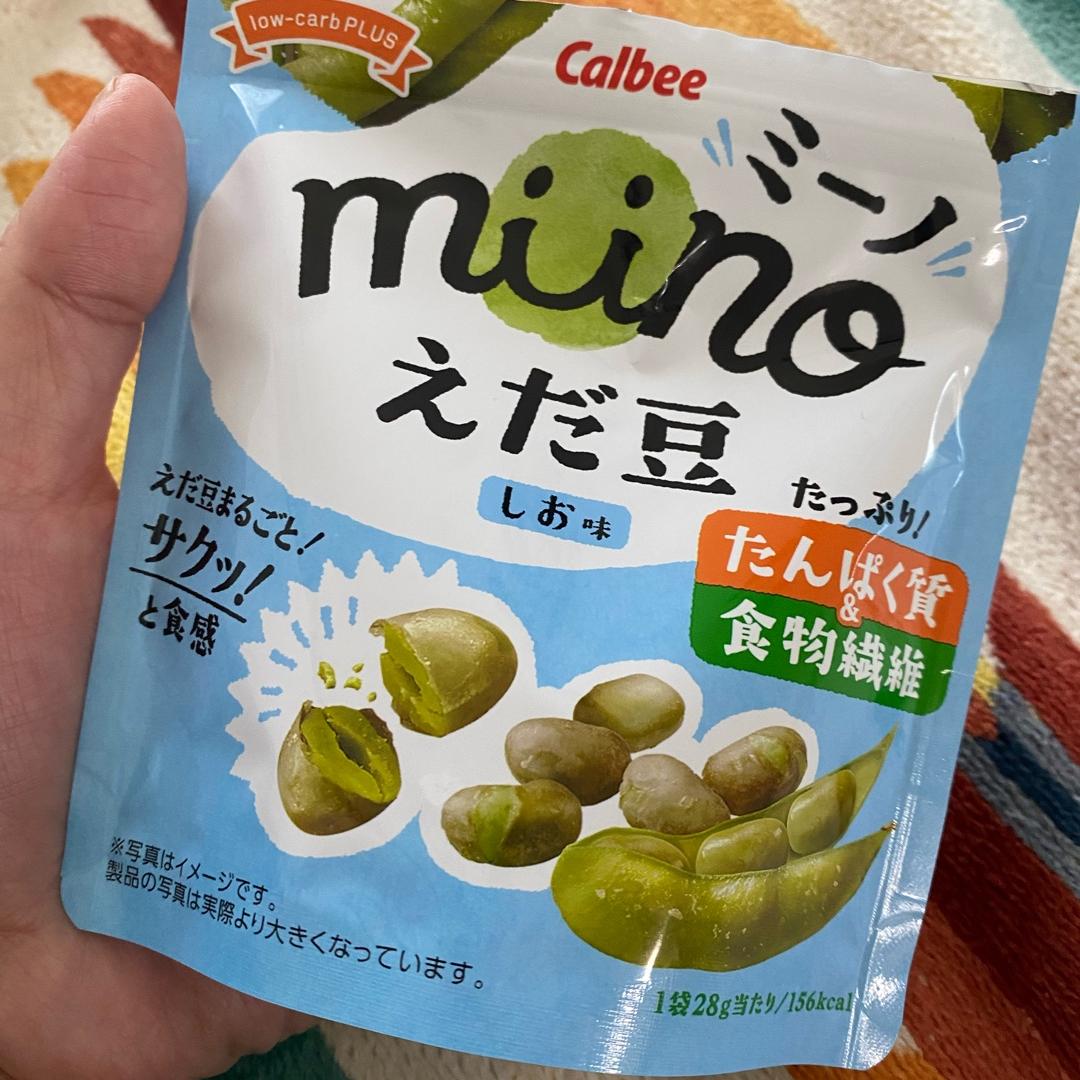 low-carb PLUS
Calbee
ミーノ
miino
えだ豆
しお味
たっぷり!
たんぱく質
&
食物繊維
えだ豆まるごと!
サクッ!
と食感
※写真はイメージです。
製品の写真は実際より大きくなっています。
1袋28g当たり/156kcal